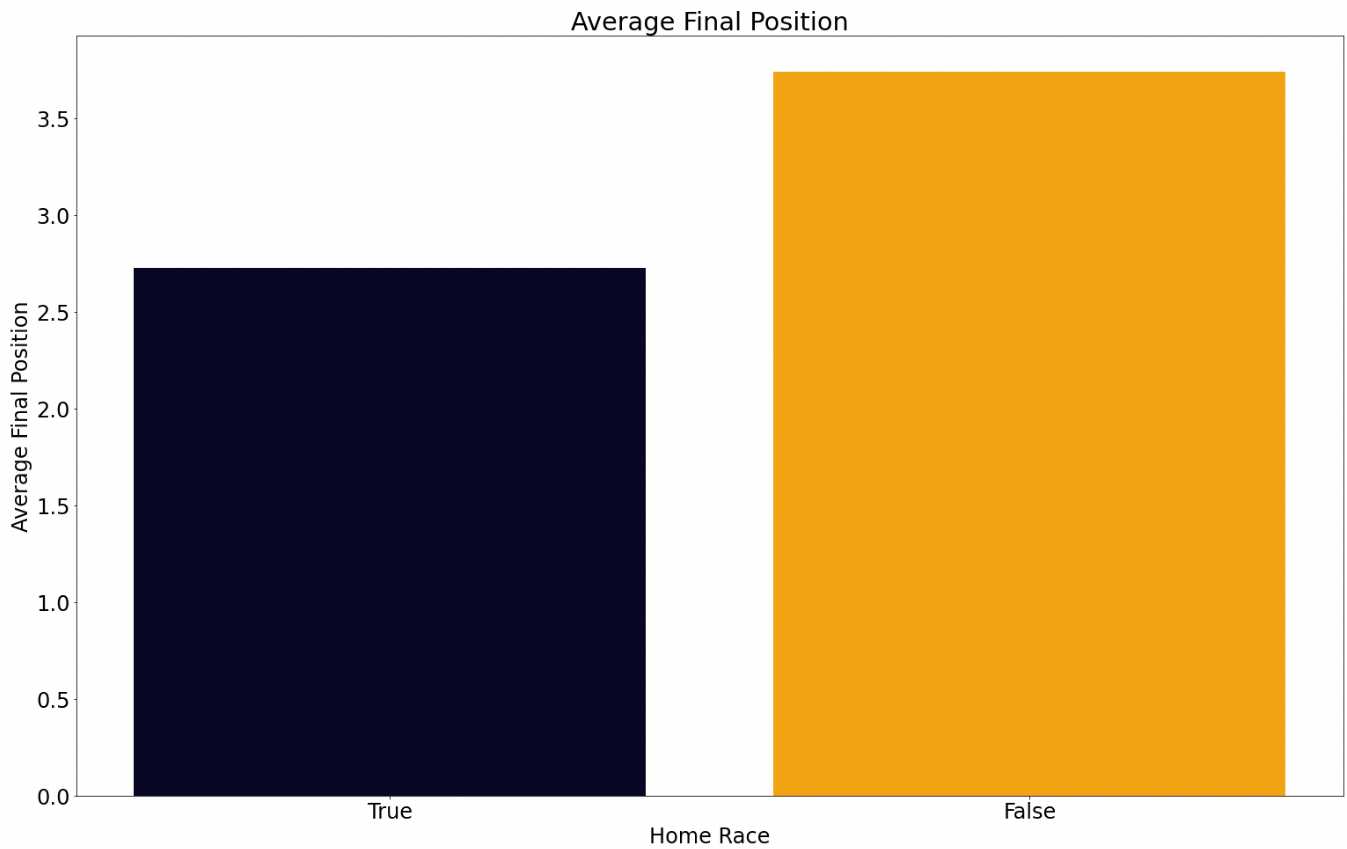 Average Final Position
3.5
3.0
2.5
2.0
1.5
1.0
0.5
0.0
Average Final Position
True
False
Home Race